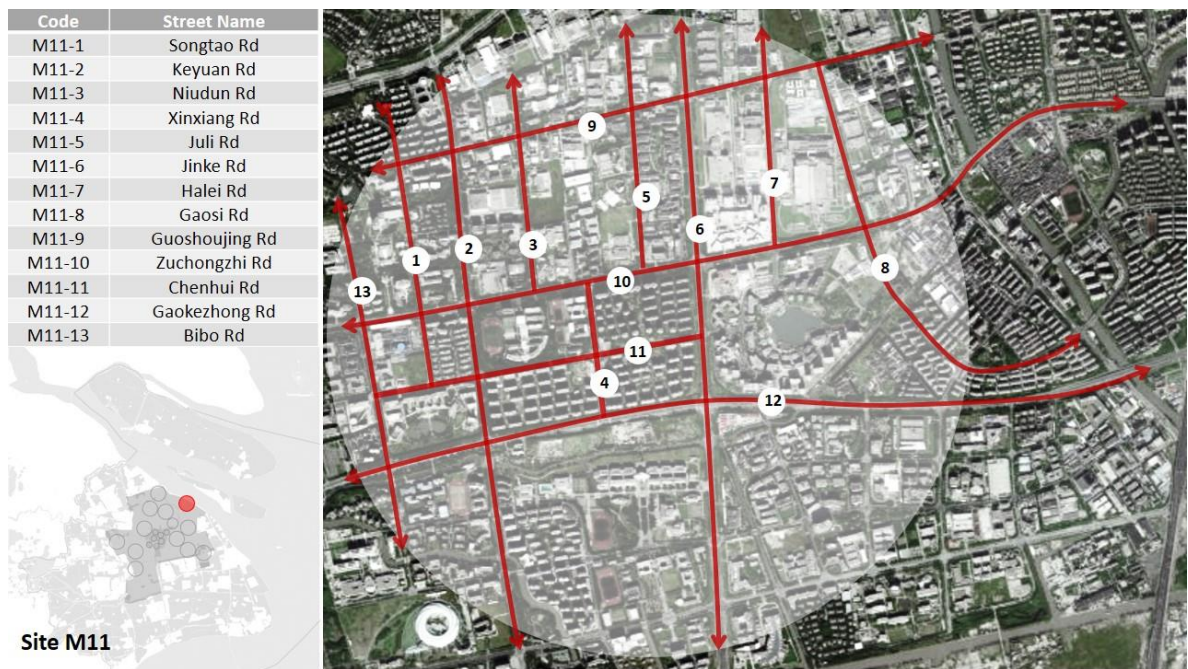 Code Street Name
M11-1 Songtao Rd
M11-2 Keyuan Rd
M11-3 Niudun Rd
M11-4 Xinxiang Rd
M11-5 Juli Rd
M11-6 Jinke Rd
M11-7 Halei Rd
M11-8 Gaosi Rd
M11-9 Guoshoujing Rd
M11-10 Zuchongzhi Rd
M11-11 Chenhui Rd
M11-12 Gaokezhong Rd
M11-13 Bibo Rd
Site M11
9
5
7
6
3
2
1
13
10
8
11
4
12